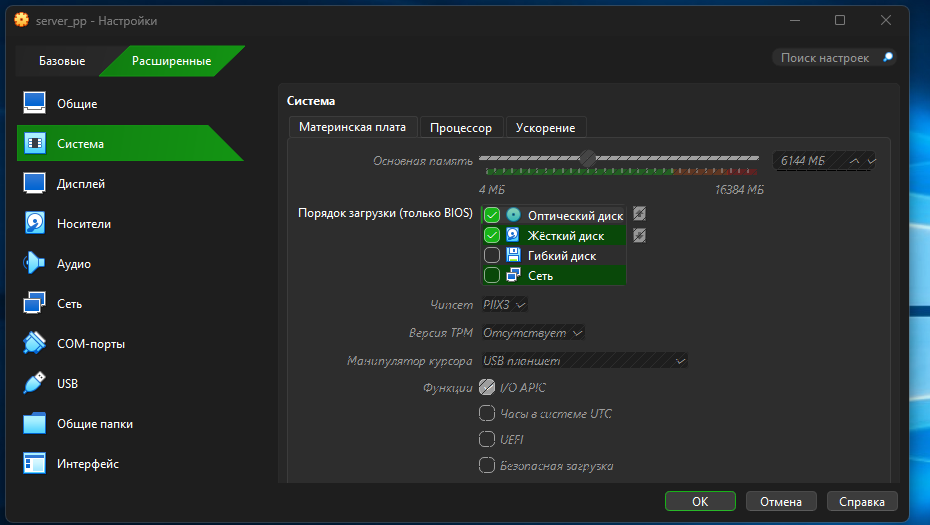 server_pp - Настройки
Базовые
Расширенные
Поиск настроек
Общие
Система
Дисплей
Носители
Аудио
Сеть
COM-порты
USB
Общие папки
Интерфейс
Система
Материнская плата
Процессор
Ускорение
Основная память
6144 МБ
4 МБ
16384 МБ
Порядок загрузки (только BIOS)
Оптический диск
Жёсткий диск
Гибкий диск
Сеть
Чипсет
PIIX3
Версия TPM
Отсутствует
Манипулятор курсора
USB планшет
Функции
I/O APIC
Часы в системе UTC
UEFI
Безопасная загрузка
OK
Отмена
Справка